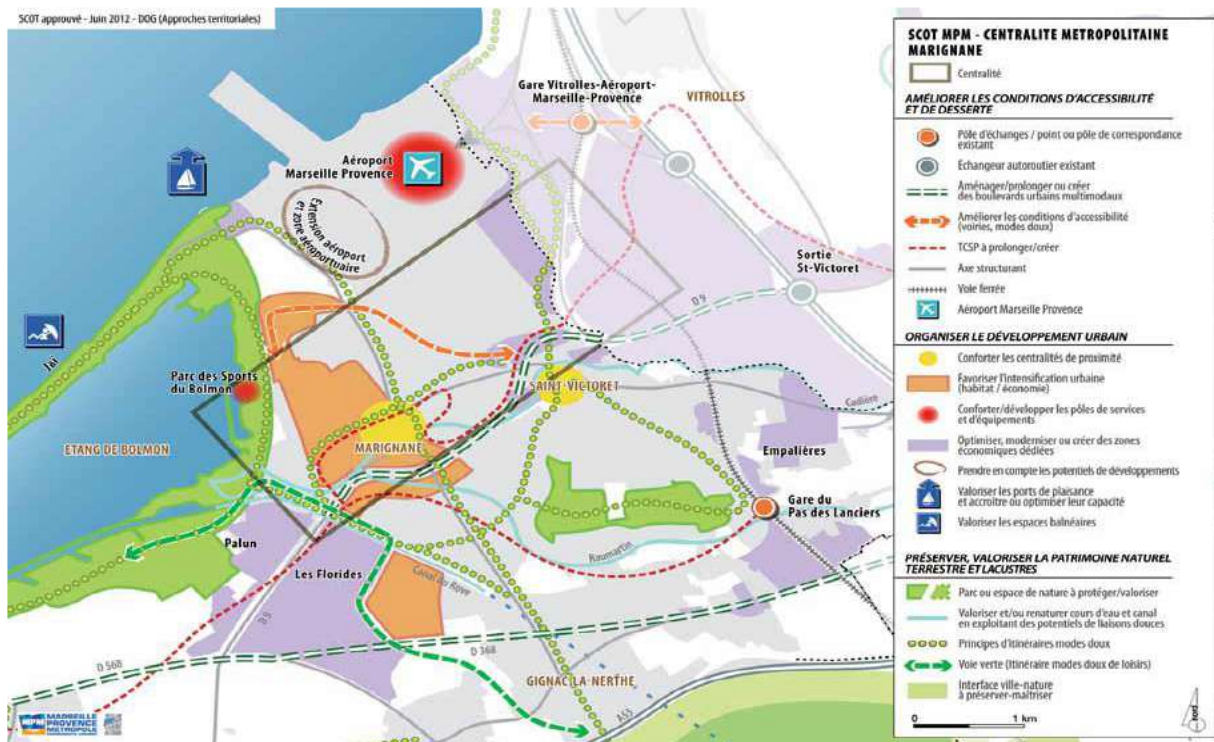 SCOT approuvé - Juin 2012 - DOG (Approches territoriales)
Gare Vitrolles-Aéroport-
Marseille-Provence
VITROLLES
Aéroport
Marseille Provence
Extension aéroport
et zone aéroportuaire
Sortie
St-Victoret
D 9
Jaï
Parc des Sports
du Bolmon
SAINT-VICTORET
Cadière
ETANG DE BOLMON
MARIGNANE
Empalières
Gare du
Pas des Lanciers
Palun
Raumartin
Les Florides
Canal du Rove
D 9
D 568
D 368
GIGNAC-LA-NERTHE
A55
MPM
MARSEILLE
PROVENCE
METROPOLE
SCOT MPM - CENTRALITE METROPOLITAINE
MARIGNANE
Centralité
AMÉLIORER LES CONDITIONS D'ACCESSIBILITÉ
ET DE DESSERTE
Pôle d'échanges / point ou pôle de correspondance
existant
Echangeur autoroutier existant
Aménager/prolonger ou créer
des boulevards urbains multimodaux
Améliorer les conditions d'accessibilité
(voiries, modes doux)
TCSP à prolonger/créer
Axe structurant
Voie ferrée
Aéroport Marseille Provence
ORGANISER LE DÉVELOPPEMENT URBAIN
Conforter les centralités de proximité
Favoriser l'intensification urbaine
(habitat / économie)
Conforter/développer les pôles de services
et d'équipements
Optimiser, moderniser ou créer des zones
économiques dédiées
Prendre en compte les potentiels de développements
Valoriser les ports de plaisance
et accroître ou optimiser leur capacité
Valoriser les espaces balnéaires
PRÉSERVER, VALORISER LA PATRIMOINE NATUREL
TERRESTRE ET LACUSTRES
Parc ou espace de nature à protéger/valoriser
Valoriser et/ou renaturer cours d'eau et canal
en exploitant des potentiels de liaisons douces
Principes d'itinéraires modes doux
Voie verte (Itinéraire modes doux de loisirs)
Interface ville-nature
à préserver-maîtriser
0 1 km